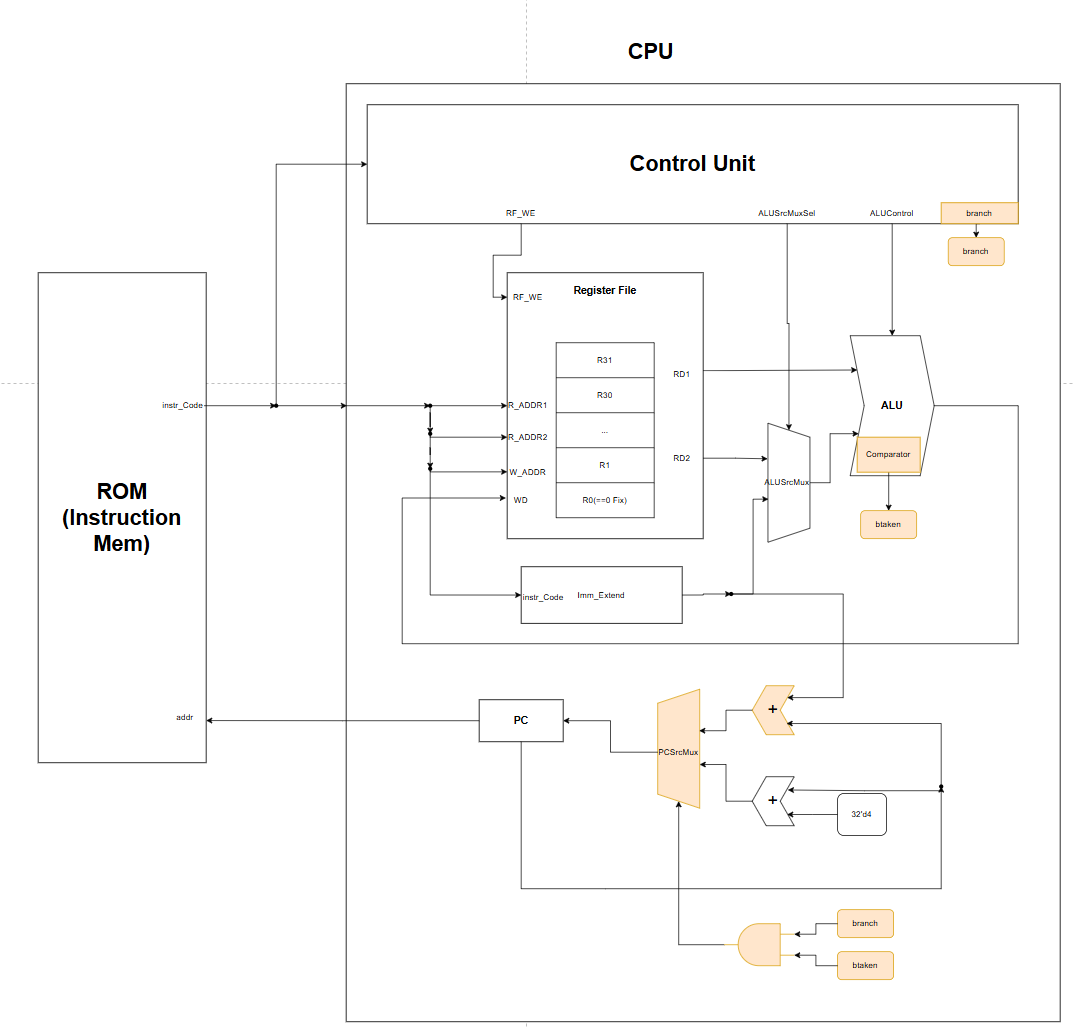 CPU
Control Unit
RF_WE
ALUSrcMuxSel
ALUControl
branch
branch
Register File
RF_WE
R31
R30
...
R1
R0(==0 Fix)
RD1
RD2
R_ADDR1
R_ADDR2
W_ADDR
WD
instr_Code
ROM
(Instruction
Mem)
addr
ALU
Comparator
ALUSrcMux
btaken
instr_Code
Imm_Extend
PC
PCSrcMux
+
+
32'd4
branch
btaken